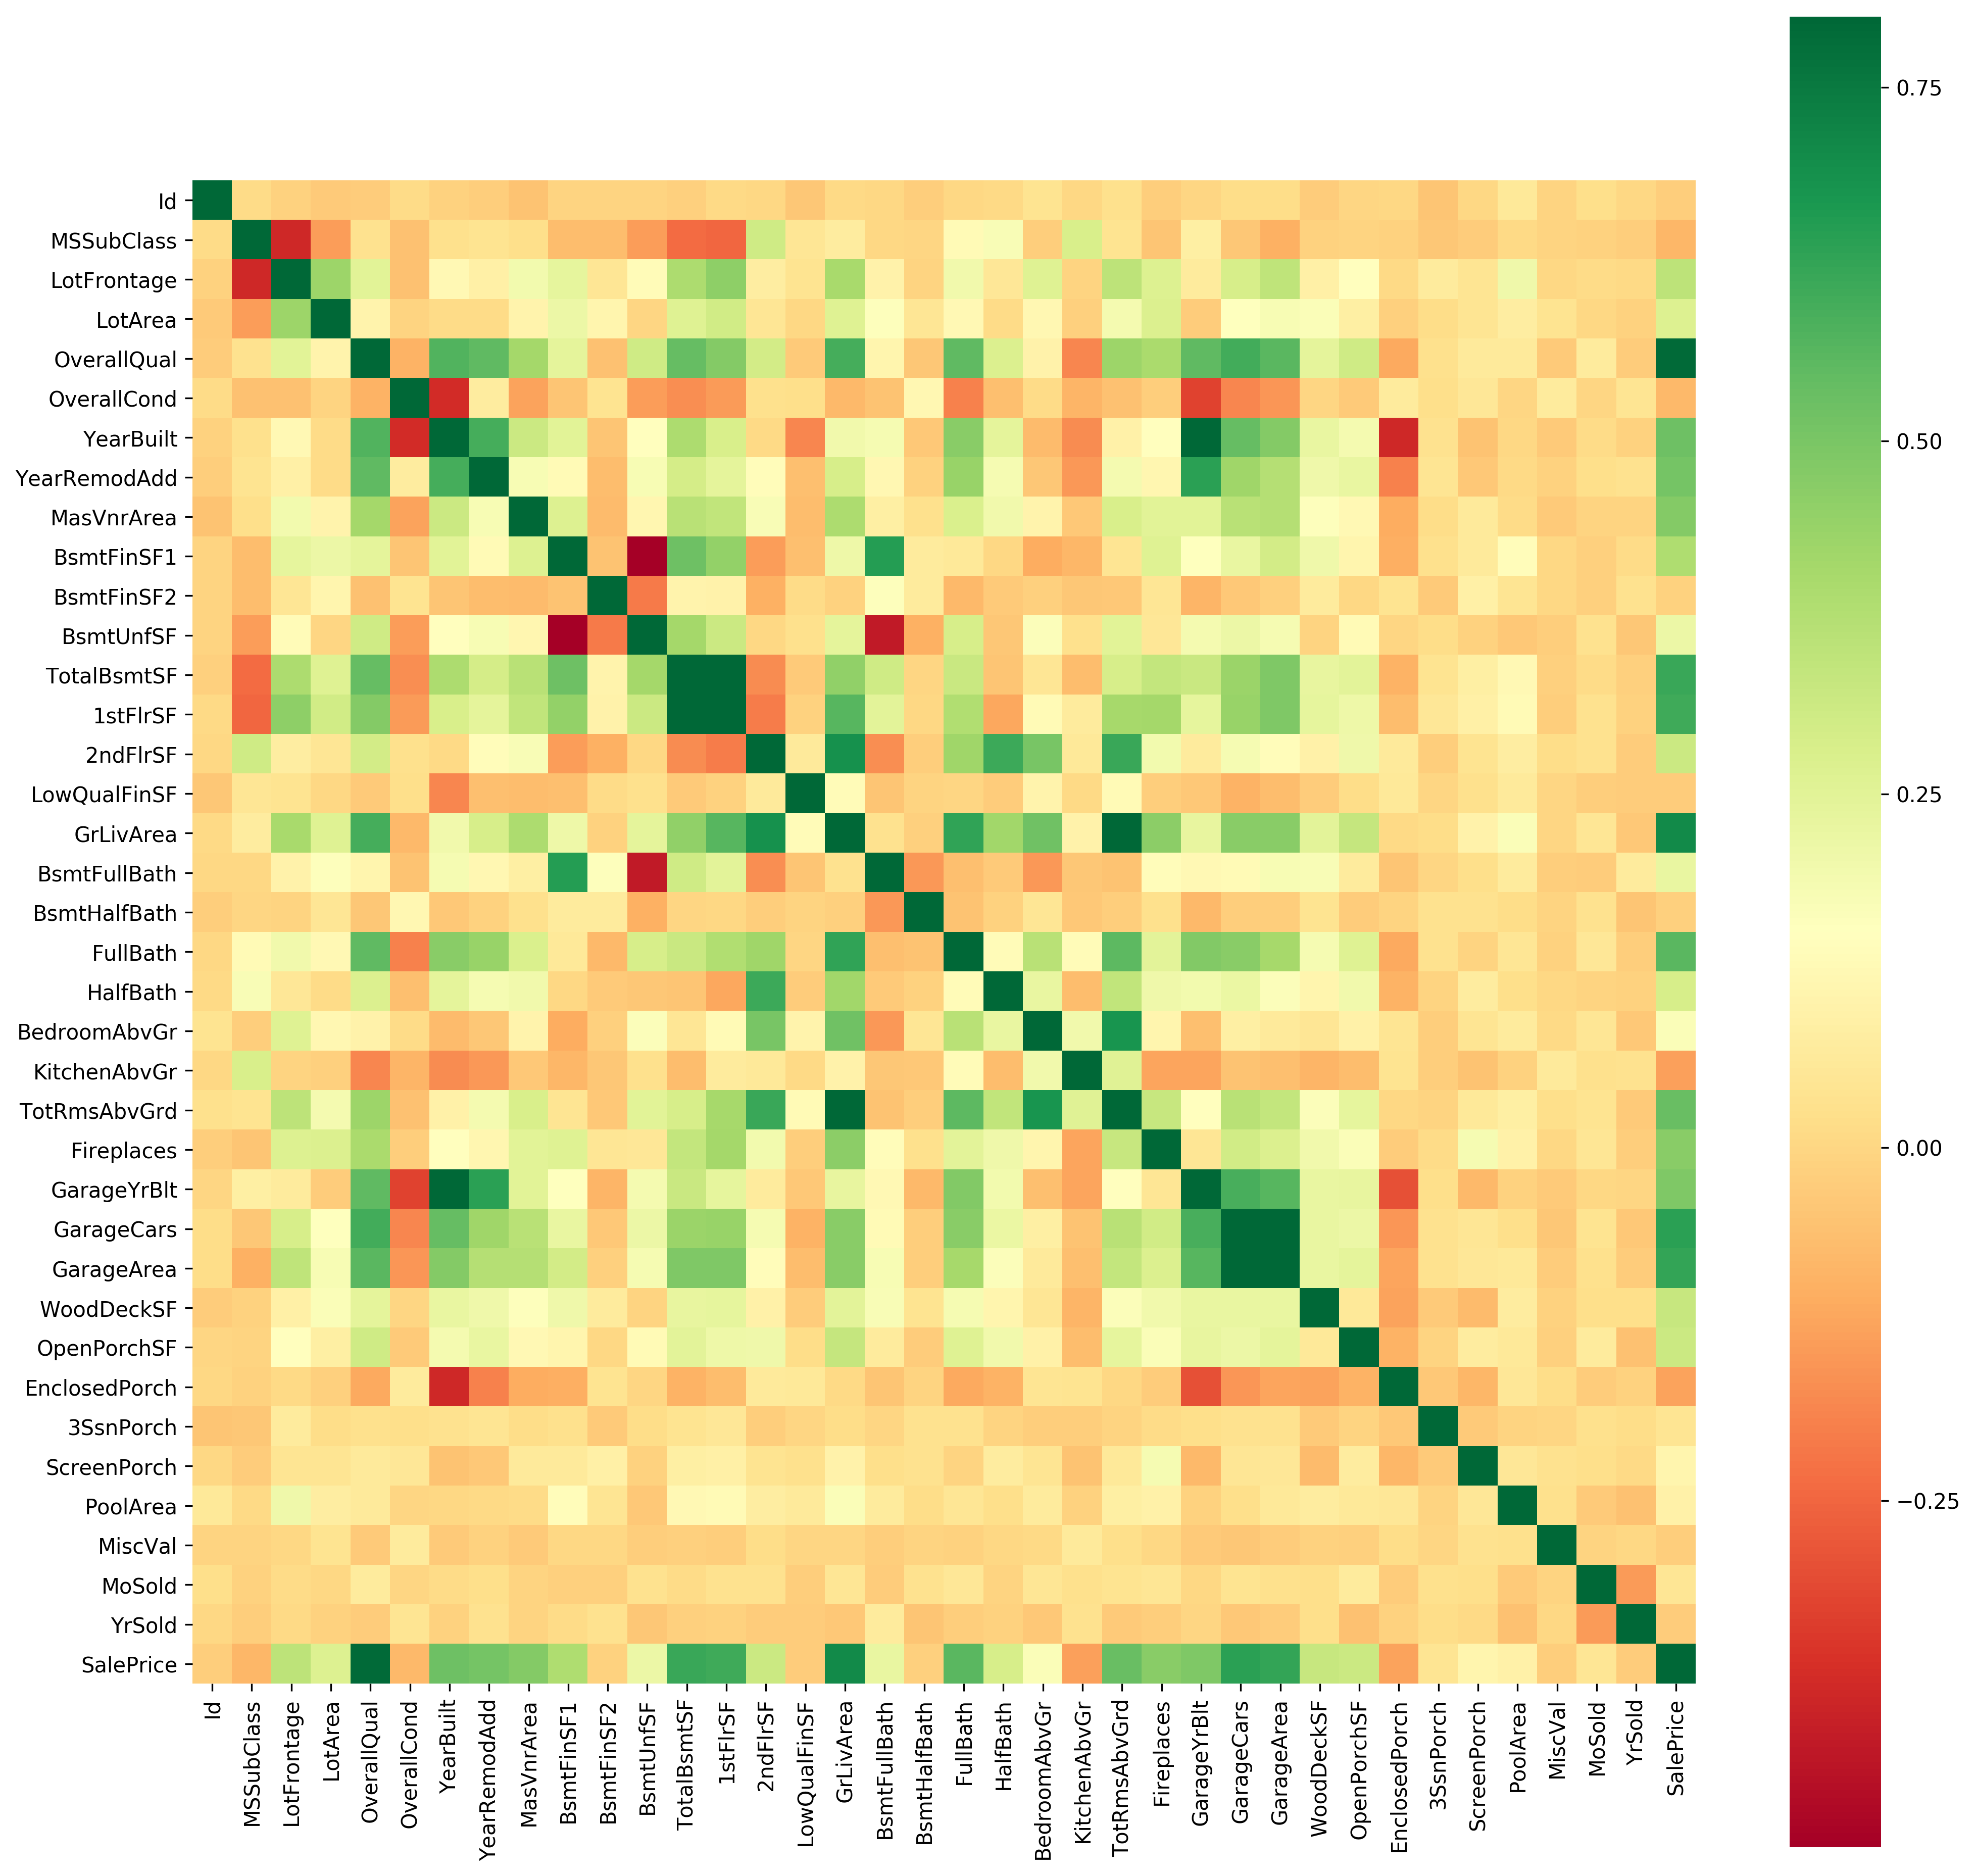 Id
MSSubClass
LotFrontage
LotArea
OverallQual
OverallCond
YearBuilt
YearRemodAdd
MasVnrArea
BsmtFinSF1
BsmtFinSF2
BsmtUnfSF
TotalBsmtSF
1stFlrSF
2ndFlrSF
LowQualFinSF
GrLivArea
BsmtFullBath
BsmtHalfBath
FullBath
HalfBath
BedroomAbvGr
KitchenAbvGr
TotRmsAbvGrd
Fireplaces
GarageYrBlt
GarageCars
GarageArea
WoodDeckSF
OpenPorchSF
EnclosedPorch
3SsnPorch
ScreenPorch
PoolArea
MiscVal
MoSold
YrSold
SalePrice
Id
MSSubClass
LotFrontage
LotArea
OverallQual
OverallCond
YearBuilt
YearRemodAdd
MasVnrArea
BsmtFinSF1
BsmtFinSF2
BsmtUnfSF
TotalBsmtSF
1stFlrSF
2ndFlrSF
LowQualFinSF
GrLivArea
BsmtFullBath
BsmtHalfBath
FullBath
HalfBath
BedroomAbvGr
KitchenAbvGr
TotRmsAbvGrd
Fireplaces
GarageYrBlt
GarageCars
GarageArea
WoodDeckSF
OpenPorchSF
EnclosedPorch
3SsnPorch
ScreenPorch
PoolArea
MiscVal
MoSold
YrSold
SalePrice
0.75
0.50
0.25
0.00
−0.25